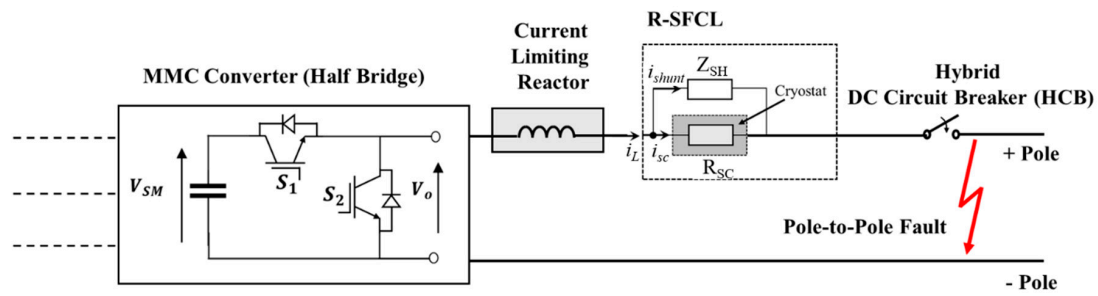 R-SFCL
Current
Limiting
Reactor
MMC Converter (Half Bridge)
i_shunt
Z_SH
Cryostat
Hybrid
DC Circuit Breaker (HCB)
V_SM
S_1
S_2
V_o
i_L
i_sc
R_SC
+ Pole
Pole-to-Pole Fault
- Pole